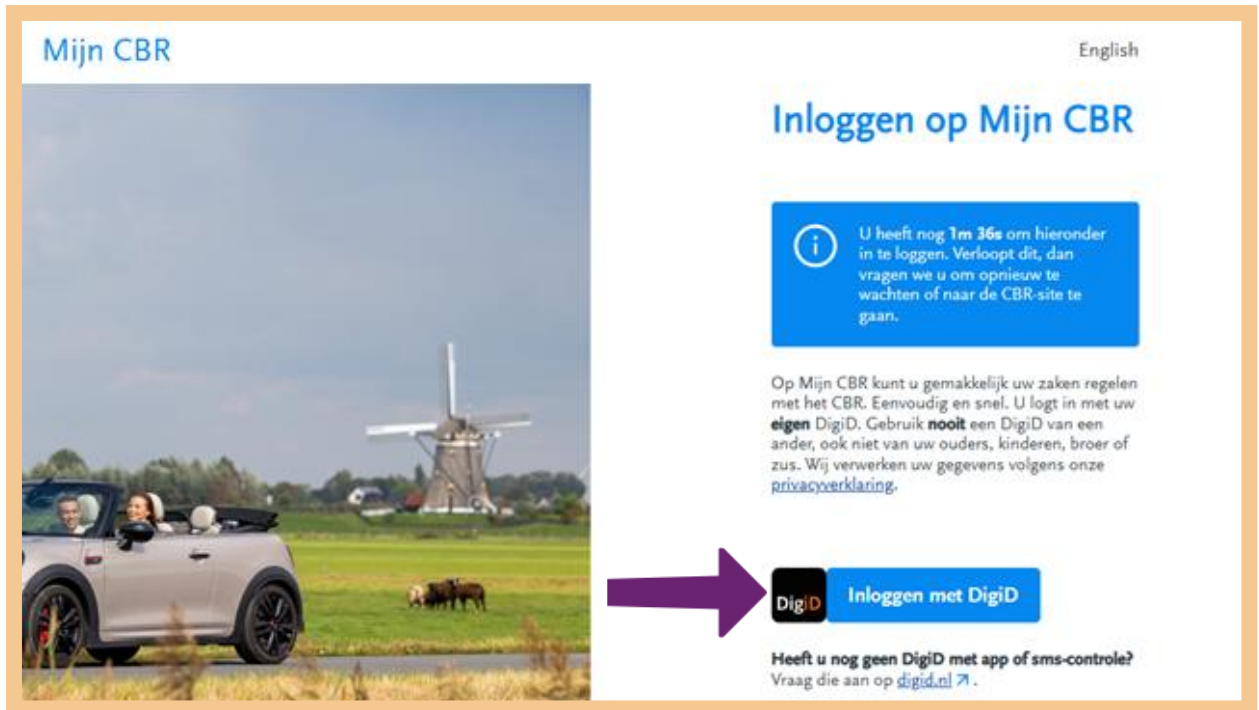 Mijn CBR
English
Inloggen op Mijn CBR
U heeft nog 1m 36s om hieronder
in te loggen. Verloopt dit, dan
vragen we u om opnieuw te
wachten of naar de CBR-site te
gaan.
Op Mijn CBR kunt u gemakkelijk uw zaken regelen
met het CBR. Eenvoudig en snel. U logt in met uw
eigen DigiD. Gebruik nooit een DigiD van een
ander, ook niet van uw ouders, kinderen, broer of
zus. Wij verwerken uw gegevens volgens onze
privacyverklaring.
DigiD Inloggen met DigiD
Heeft u nog geen DigiD met app of sms-controle?
Vraag die aan op digid.nl.